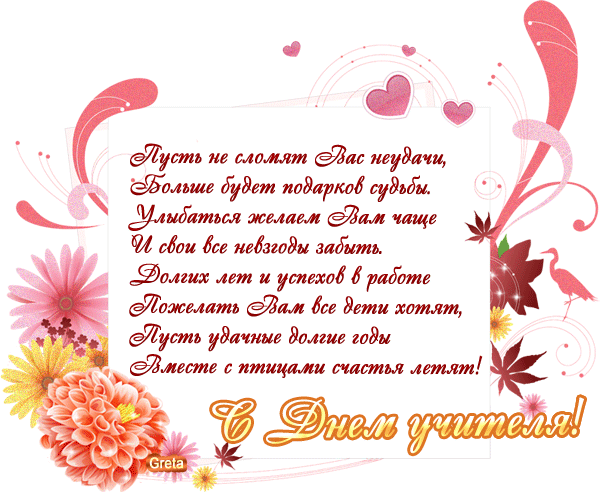 Пусть не сломят Вас неудачи,
Больше будет подарков судьбы.
Улыбаться желаем Вам чаще
И свои все невзгоды забыть.
Долгих лет и успехов в работе
Пожелать Вам все дети хотят,
Пусть удачные долгие годы
Вместе с птицами счастья летят!
С Днем учителя!
Greta